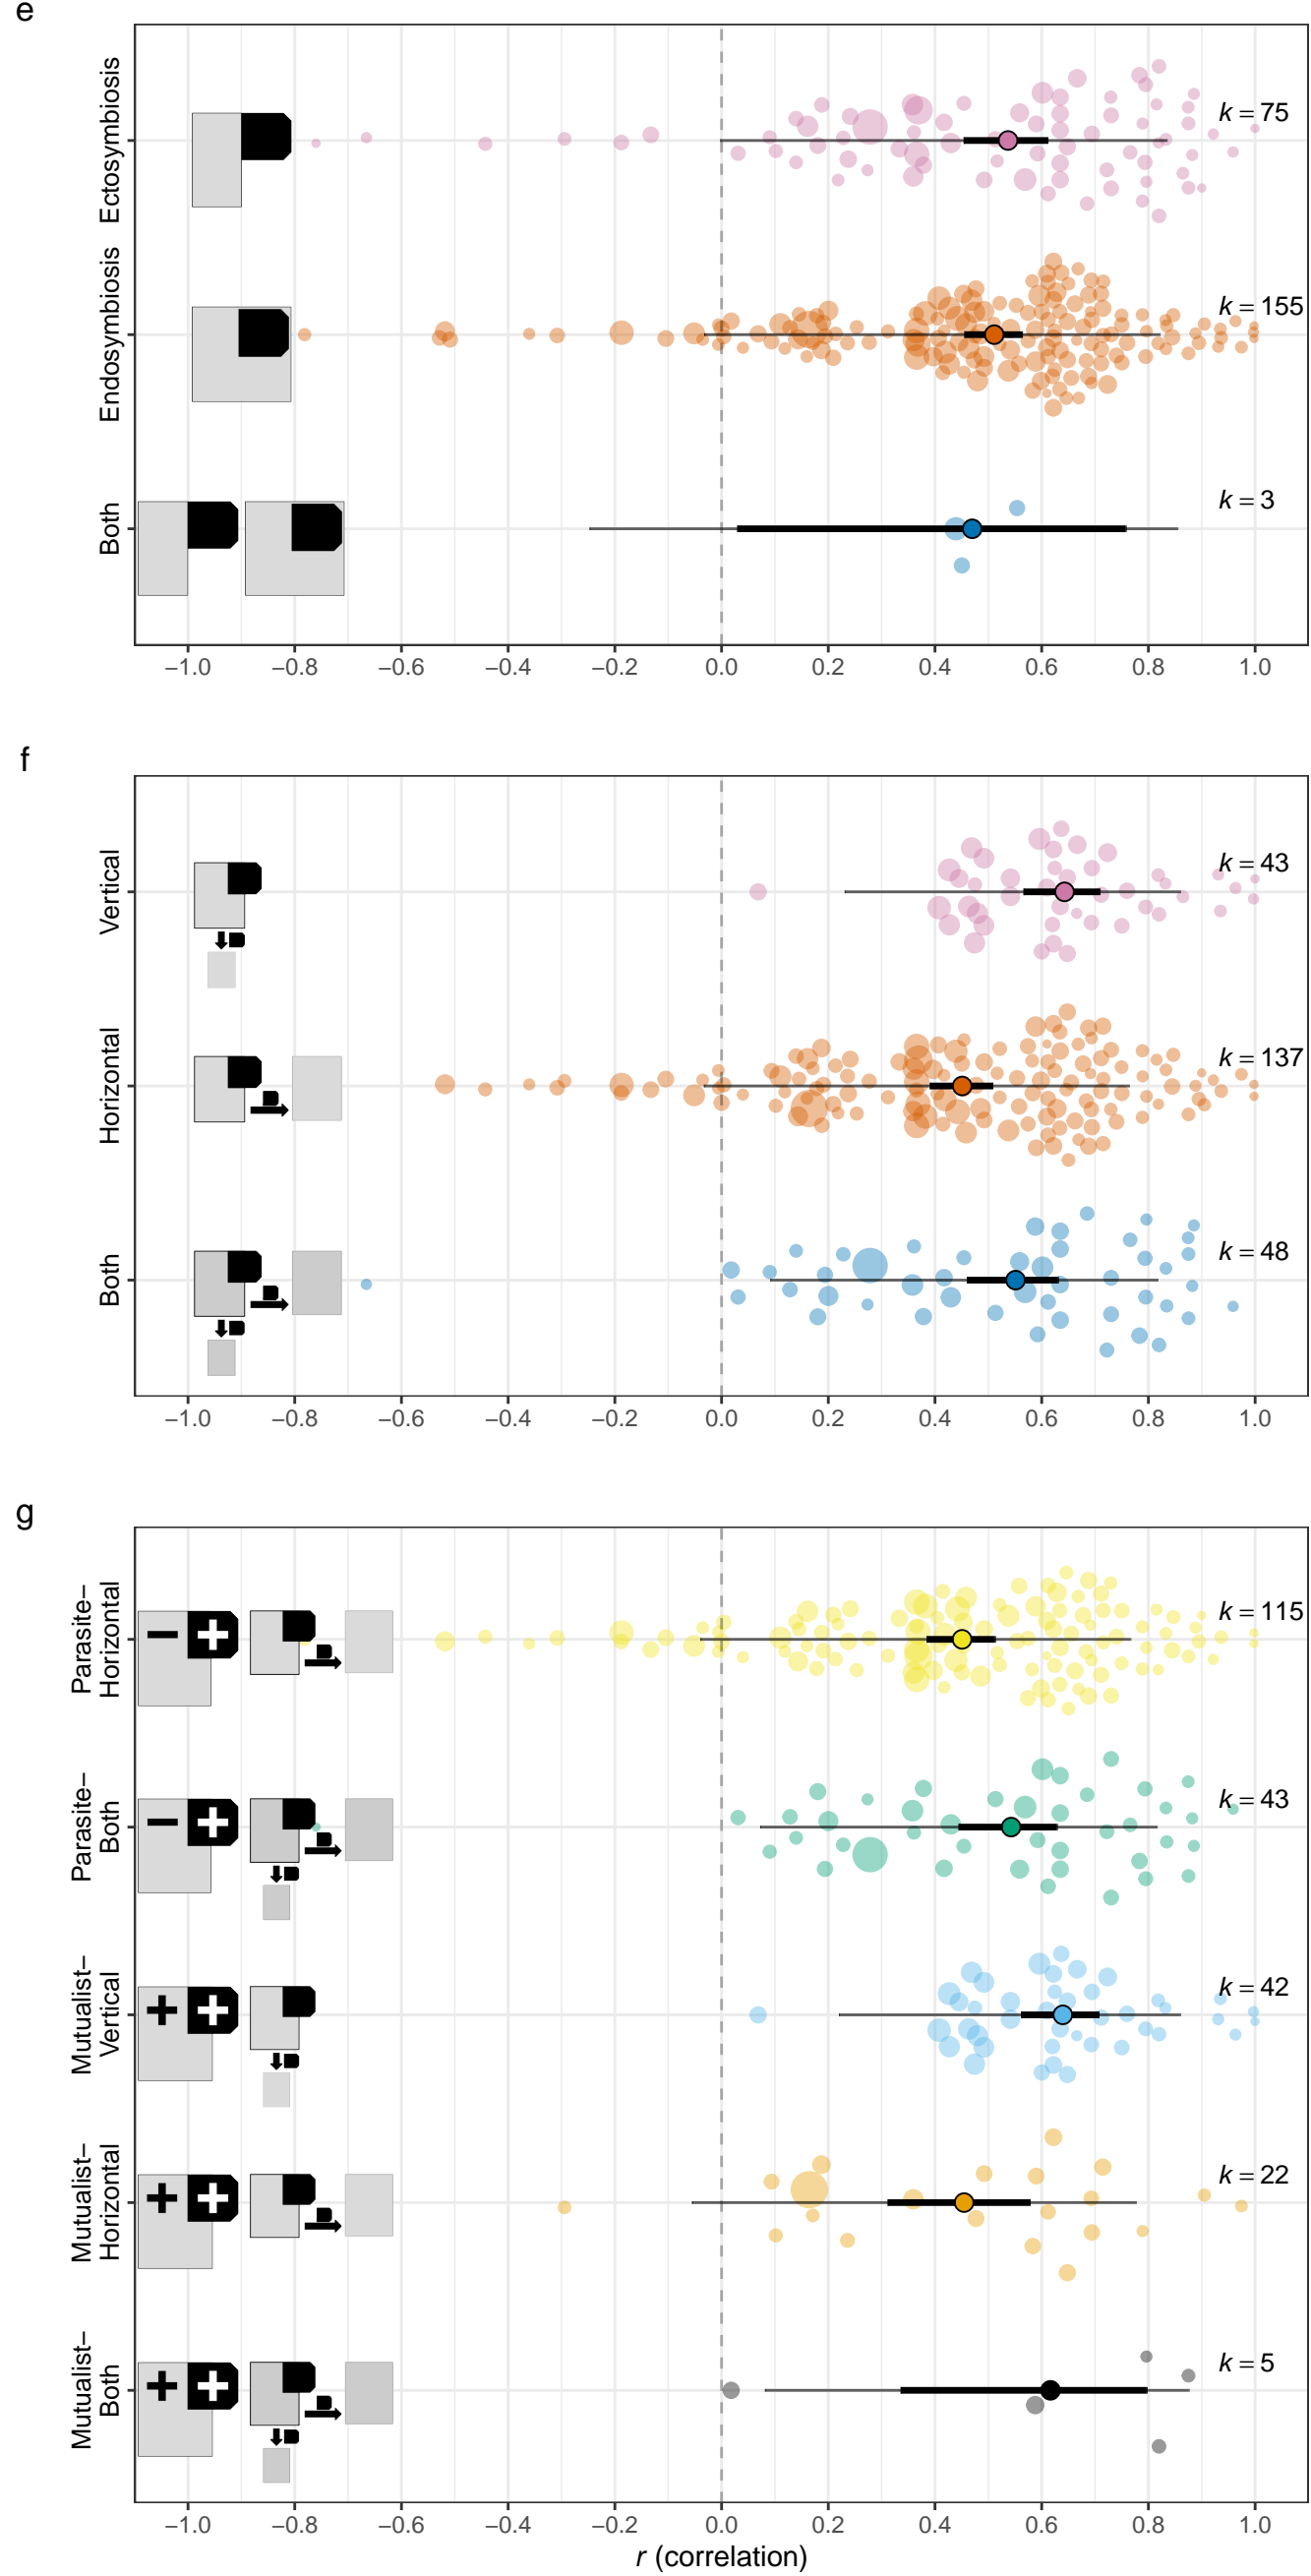 e
Ectosymbiosis
k = 75
Endosymbiosis
k = 155
Both
k = 3
−1.0 −0.8 −0.6 −0.4 −0.2 0.0 0.2 0.4 0.6 0.8 1.0
f
Vertical
k = 43
Horizontal
k = 137
Both
k = 48
−1.0 −0.8 −0.6 −0.4 −0.2 0.0 0.2 0.4 0.6 0.8 1.0
g
Parasite−
Horizontal
k = 115
Parasite−
Both
k = 43
Mutualist−
Vertical
k = 42
Mutualist−
Horizontal
k = 22
Mutualist−
Both
k = 5
−1.0 −0.8 −0.6 −0.4 −0.2 0.0 0.2 0.4 0.6 0.8 1.0
r (correlation)